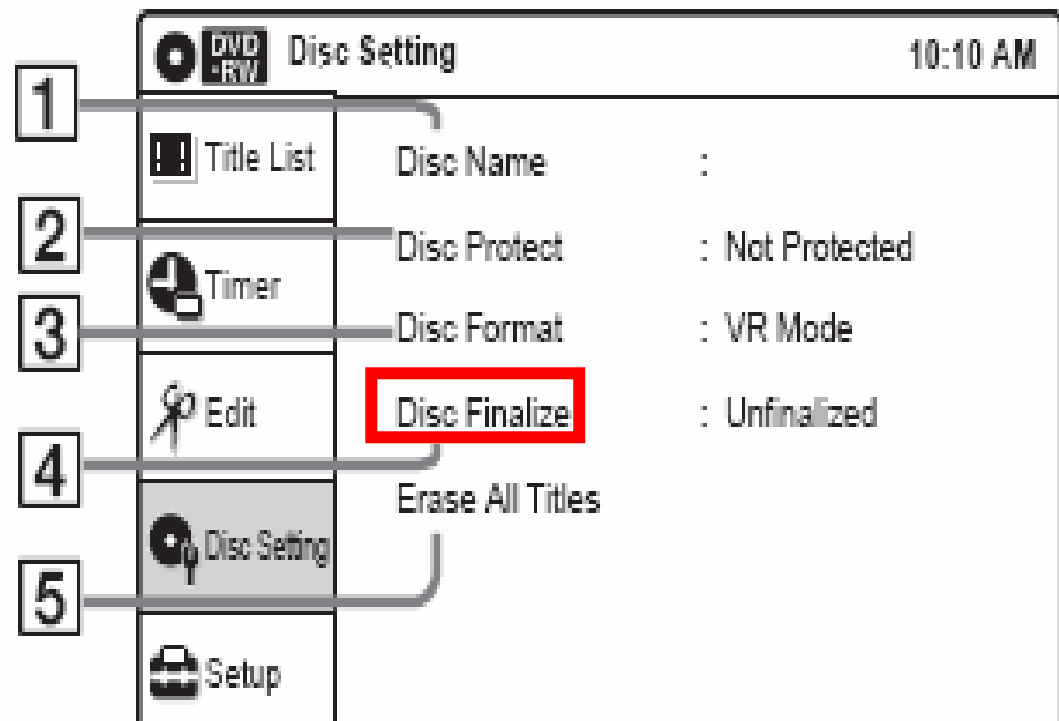 DVD -RW Disc Setting 10:10 AM
1
Title List
Disc Name :
2
Disc Protect : Not Protected
Timer
3
Disc Format : VR Mode
Edit
Disc Finalize : Unfinalized
4
Erase All Titles
Disc Setting
5
Setup